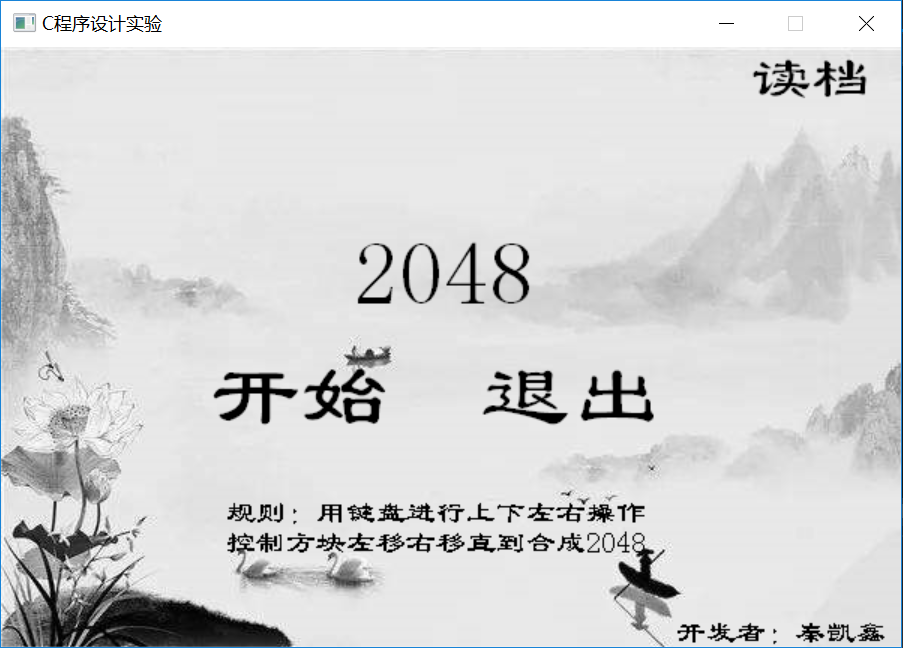 C程序设计实验
读档
2048
开始 退出
规则：用键盘进行上下左右操作
控制方块左移右移直到合成2048
开发者：秦凯鑫